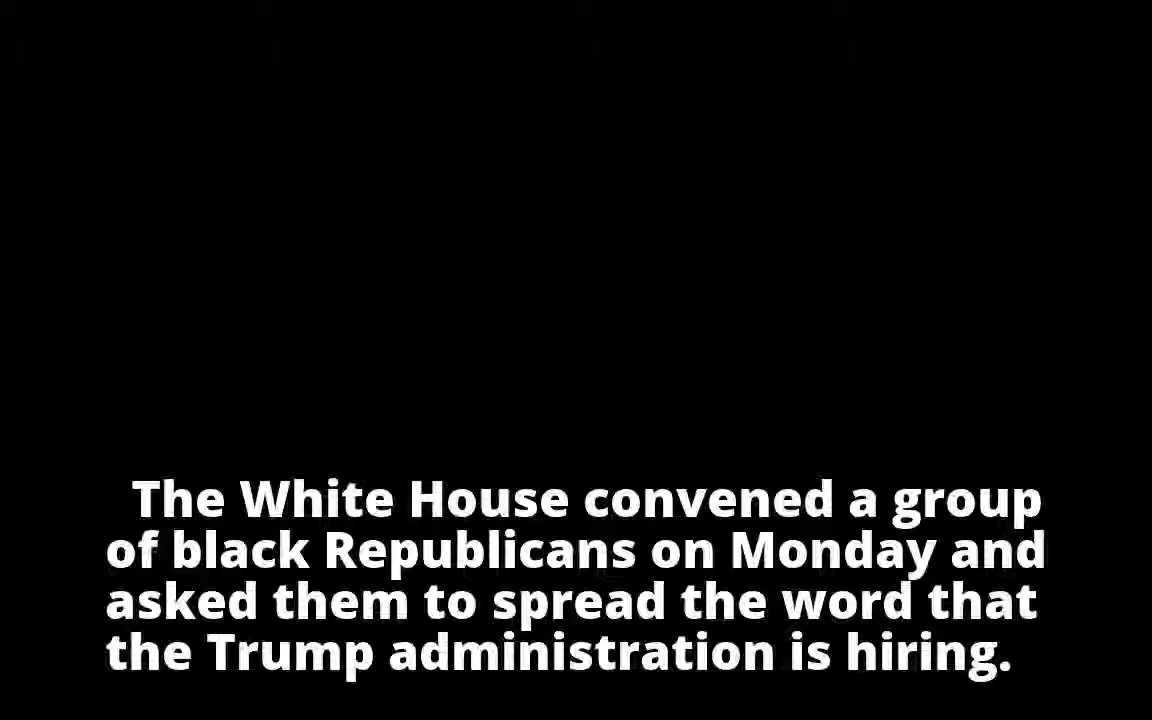 The White House convened a group
of black Republicans on Monday and
asked them to spread the word that
the Trump administration is hiring.